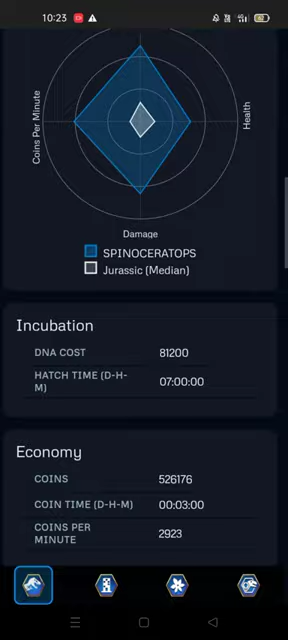 10:23
Coins Per Minute
Health
Damage
SPINOCERATOPS
Jurassic (Median)
Incubation
DNA COST 81200
HATCH TIME (D-H-
M) 07:00:00
Economy
COINS 526176
COIN TIME (D-H-M) 00:03:00
COINS PER
MINUTE 2923